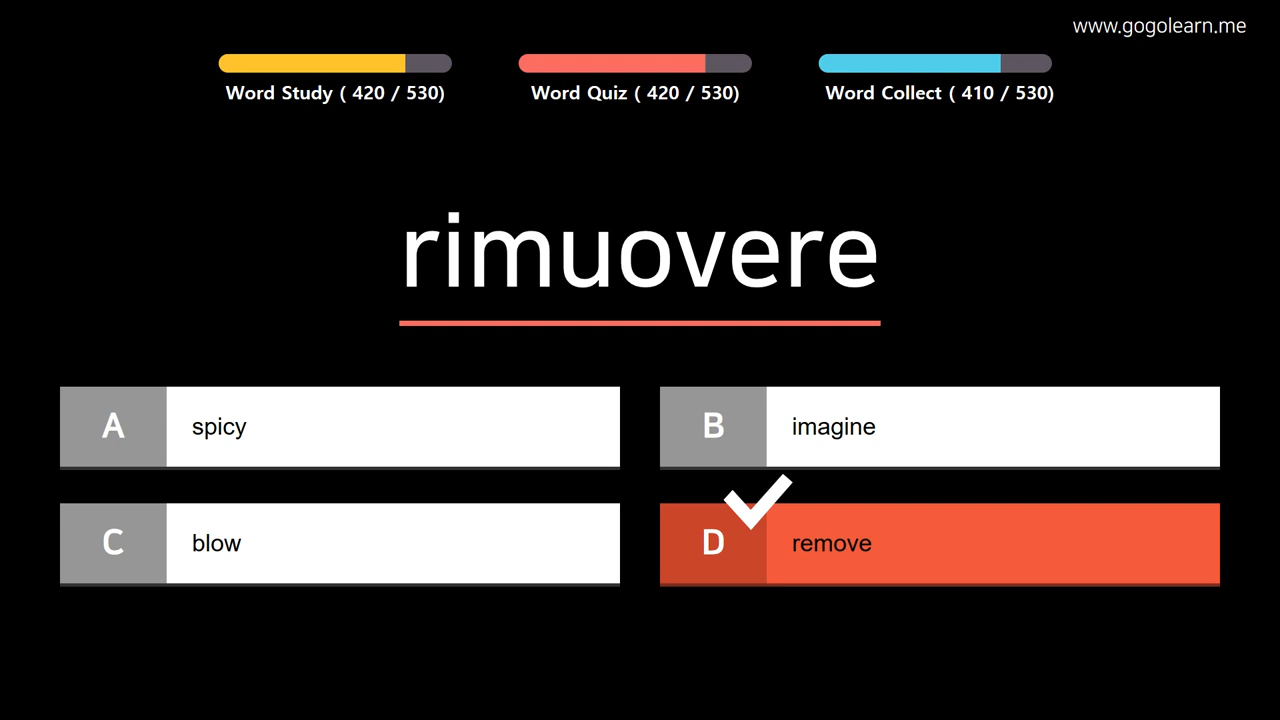 www.gogolearn.me
Word Study ( 420 / 530)
Word Quiz ( 420 / 530)
Word Collect ( 410 / 530)
rimuovere
A spicy
B imagine
C blow
D remove